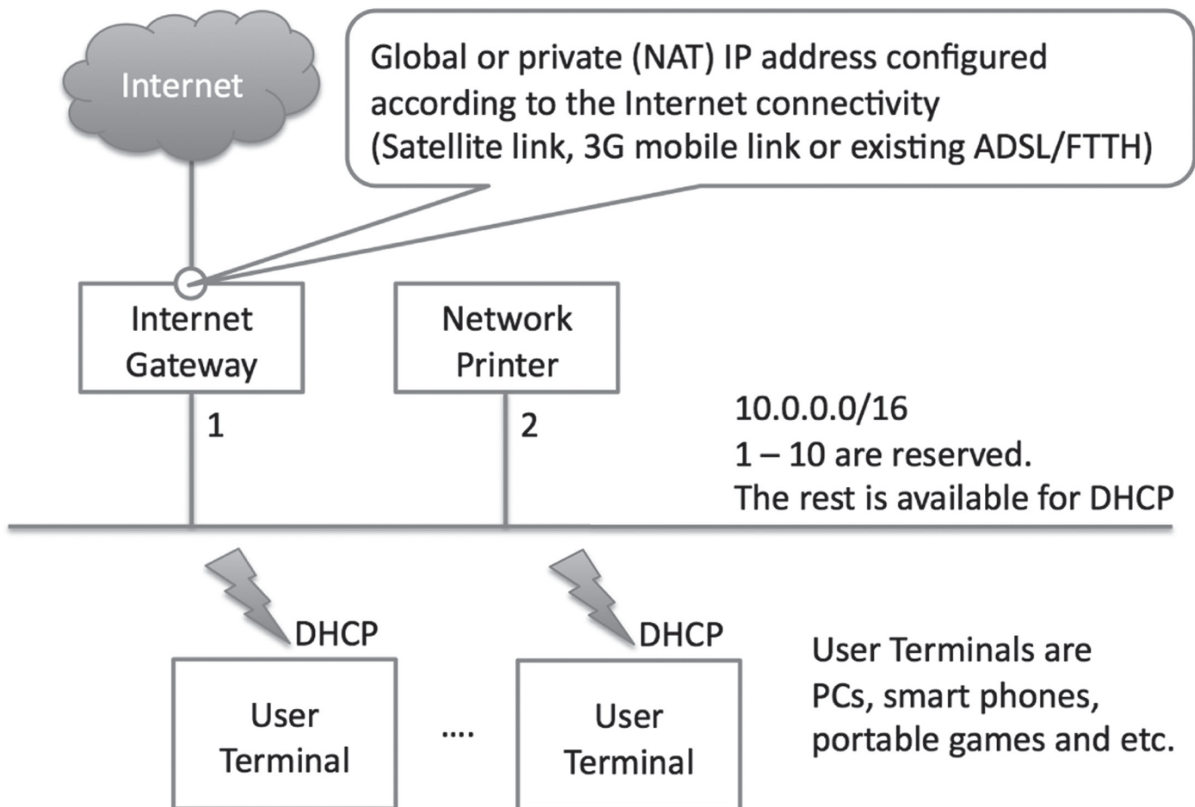 Internet
Global or private (NAT) IP address configured
according to the Internet connectivity
(Satellite link, 3G mobile link or existing ADSL/FTTH)
Internet
Gateway
Network
Printer
1
2
10.0.0.0/16
1 – 10 are reserved.
The rest is available for DHCP
DHCP
DHCP
User
Terminal
....
User
Terminal
User Terminals are
PCs, smart phones,
portable games and etc.